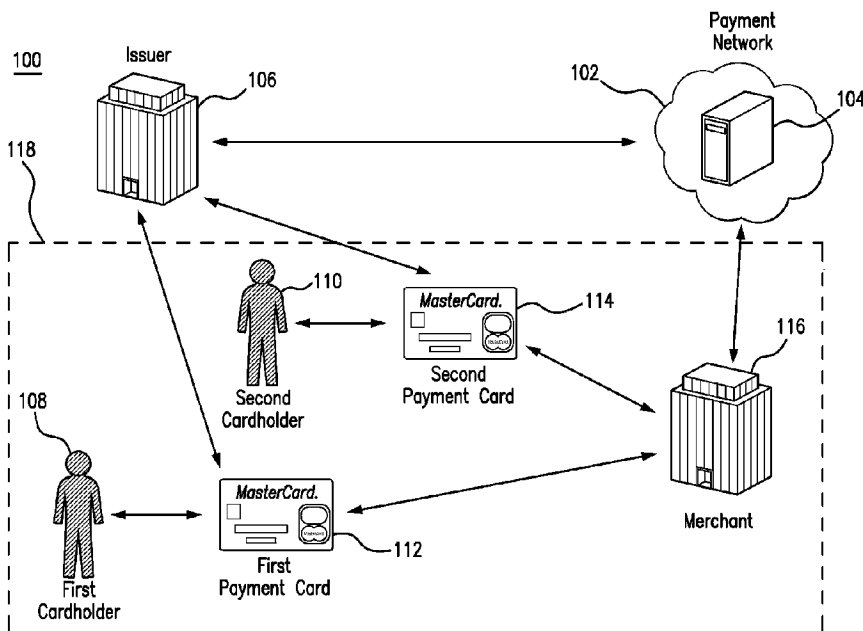 Payment
Network
Issuer
100
106
102
104
118
110
MasterCard.
114
116
Second
Cardholder
Second
Payment Card
108
MasterCard.
112
Merchant
First
Payment Card
First
Cardholder